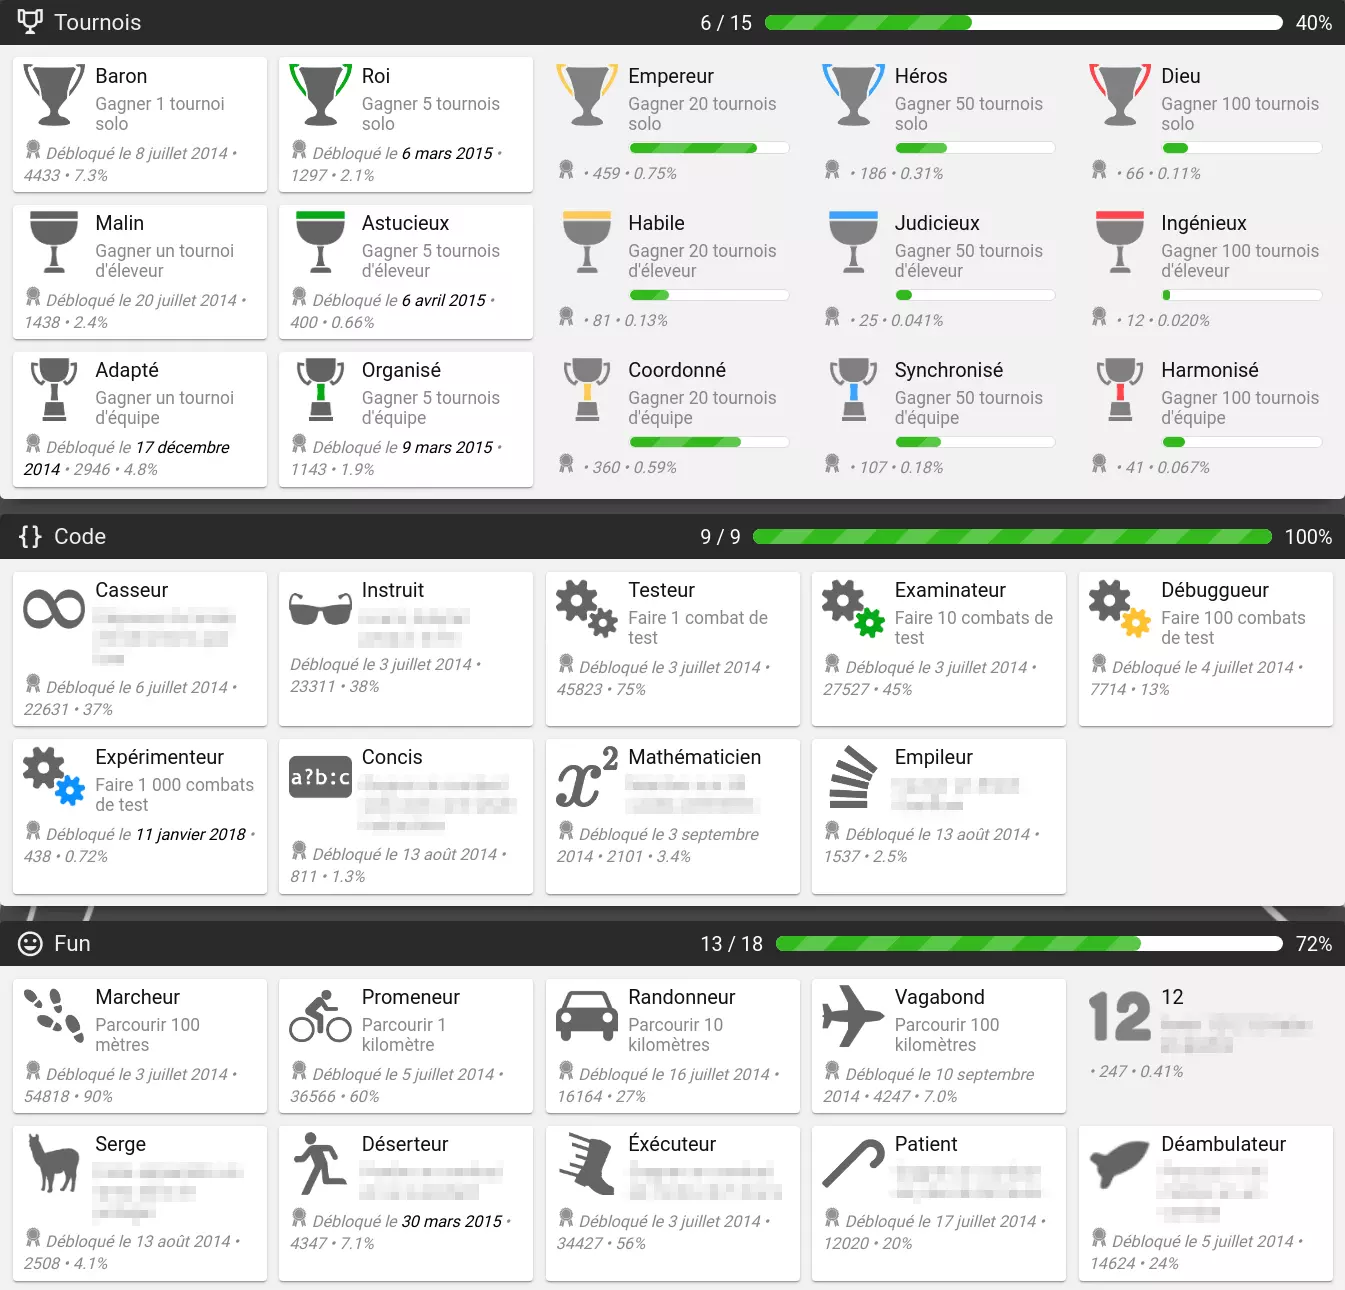 Tournois
6 / 15
40%
Baron
Gagner 1 tournoi
solo
Débloqué le 8 juillet 2014 •
4433 • 7.3%
Roi
Gagner 5 tournois
solo
Débloqué le 6 mars 2015 •
1297 • 2.1%
Empereur
Gagner 20 tournois
solo
• 459 • 0.75%
Héros
Gagner 50 tournois
solo
• 186 • 0.31%
Dieu
Gagner 100 tournois
solo
• 66 • 0.11%
Malin
Gagner un tournoi
d'éleveur
Débloqué le 20 juillet 2014 •
1438 • 2.4%
Astucieux
Gagner 5 tournois
d'éleveur
Débloqué le 6 avril 2015 •
400 • 0.66%
Habile
Gagner 20 tournois
d'éleveur
• 81 • 0.13%
Judicieux
Gagner 50 tournois
d'éleveur
• 25 • 0.041%
Ingénieux
Gagner 100 tournois
d'éleveur
• 12 • 0.020%
Adapté
Gagner un tournoi
d'équipe
Débloqué le 17 décembre
2014 • 2946 • 4.8%
Organisé
Gagner 5 tournois
d'équipe
Débloqué le 9 mars 2015 •
1143 • 1.9%
Coordonné
Gagner 20 tournois
d'équipe
• 360 • 0.59%
Synchronisé
Gagner 50 tournois
d'équipe
• 107 • 0.18%
Harmonisé
Gagner 100 tournois
d'équipe
• 41 • 0.067%
{} Code
9 / 9
100%
Casseur
Débloqué le 6 juillet 2014 •
22631 • 37%
Instruit
Débloqué le 3 juillet 2014 •
23311 • 38%
Testeur
Faire 1 combat de
test
Débloqué le 3 juillet 2014 •
45823 • 75%
Examinateur
Faire 10 combats de
test
Débloqué le 3 juillet 2014 •
27527 • 45%
Débuggueur
Faire 100 combats
de test
Débloqué le 4 juillet 2014 •
7714 • 13%
Expérimenteur
Faire 1 000 combats
de test
Débloqué le 11 janvier 2018 •
438 • 0.72%
a?b:c
Concis
Débloqué le 13 août 2014 •
811 • 1.3%
x²
Mathématicien
Débloqué le 3 septembre
2014 • 2101 • 3.4%
Empileur
Débloqué le 13 août 2014 •
1537 • 2.5%
Fun
13 / 18
72%
Marcheur
Parcourir 100
mètres
Débloqué le 3 juillet 2014 •
54818 • 90%
Promeneur
Parcourir 1
kilomètre
Débloqué le 5 juillet 2014 •
36566 • 60%
Randonneur
Parcourir 10
kilomètres
Débloqué le 16 juillet 2014 •
16164 • 27%
Vagabond
Parcourir 100
kilomètres
Débloqué le 10 septembre
2014 • 4247 • 7.0%
12
12
• 247 • 0.41%
Serge
Débloqué le 13 août 2014 •
2508 • 4.1%
Déserteur
Débloqué le 30 mars 2015 •
4347 • 7.1%
Éxécuteur
Débloqué le 3 juillet 2014 •
34427 • 56%
Patient
Débloqué le 17 juillet 2014 •
12020 • 20%
Déambulateur
Débloqué le 5 juillet 2014 •
14624 • 24%